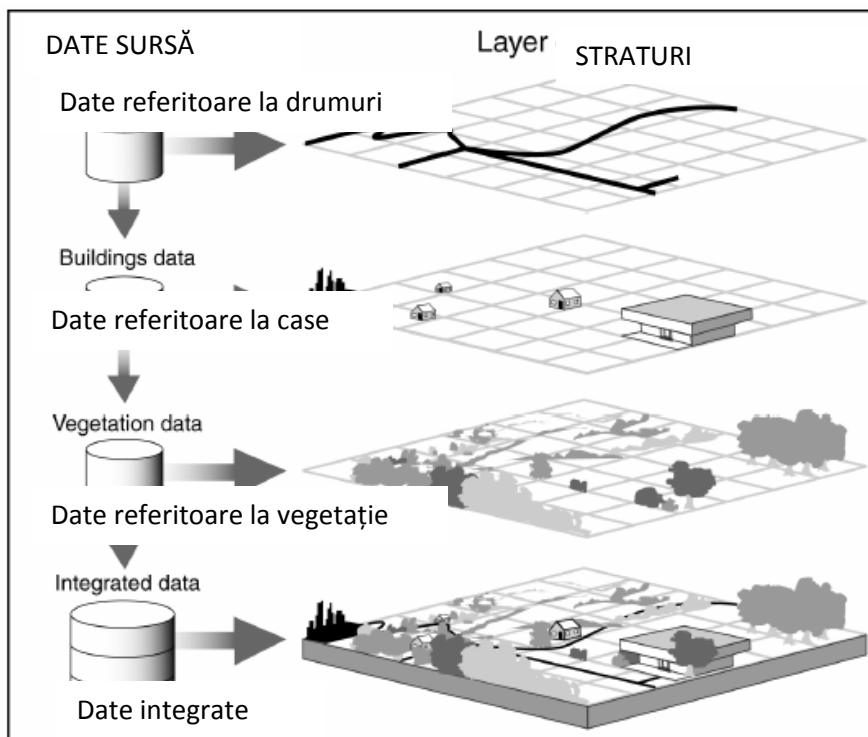 DATE SURSĂ
Layer
STRATURI
Date referitoare la drumuri
Buildings data
Date referitoare la case
Vegetation data
Date referitoare la vegetație
Integrated data
Date integrate